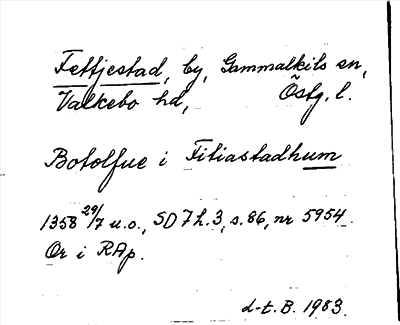 Fettjestad, by, Gammalkils sn,
Valkebo hd, Östg. l.
Botolfue i Fitiastadhum
1358 29/7 u.o., SD 7 h. 3, s. 86, nr 5954.
Or i RAp.
d-t. B. 1983.